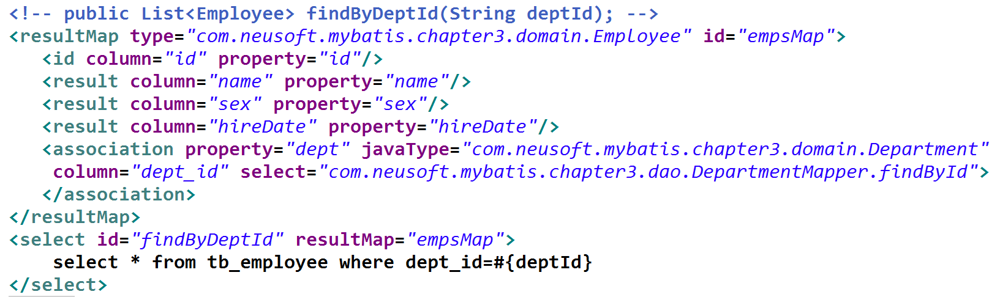 <!-- public List<Employee> findByDeptId(String deptId); -->
<resultMap type="com.neusoft.mybatis.chapter3.domain.Employee" id="empsMap">
   <id column="id" property="id"/>
   <result column="name" property="name"/>
   <result column="sex" property="sex"/>
   <result column="hireDate" property="hireDate"/>
   <association property="dept" javaType="com.neusoft.mybatis.chapter3.domain.Department"
    column="dept_id" select="com.neusoft.mybatis.chapter3.dao.DepartmentMapper.findById">
   </association>
</resultMap>
<select id="findByDeptId" resultMap="empsMap">
    select * from tb_employee where dept_id=#{deptId}
</select>